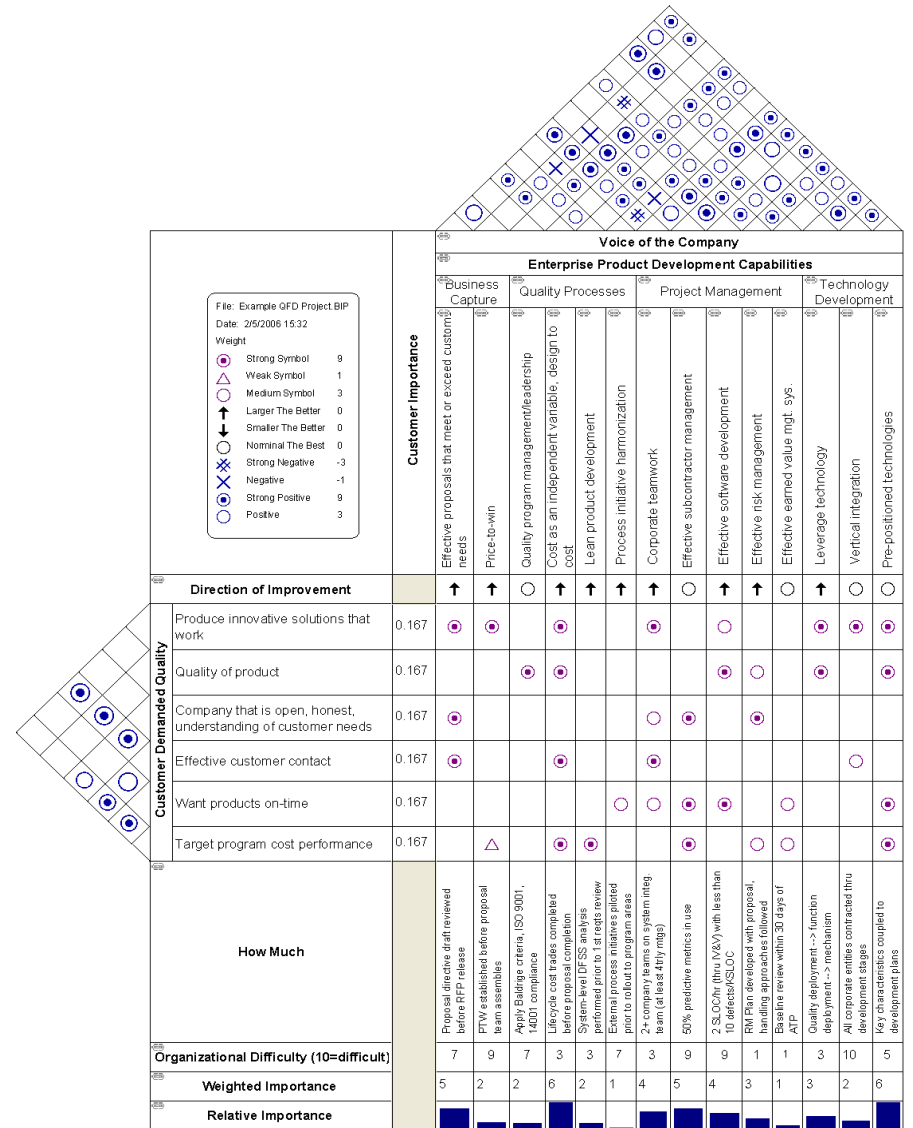 Voice of the Company
Enterprise Product Development Capabilities
Business
Capture
Quality Processes
Project Management
Technology
Development
File: Example QFD Project.BIP
Date: 2/5/2006 15:32
Weight
Strong Symbol 9
Weak Symbol 1
Medium Symbol 3
Larger The Better 0
Smaller The Better 0
Norminal The Best 0
Strong Negative -3
Negative -1
Strong Positive 9
Positive 3
Customer Importance
Effective proposals that meet or exceed
needs
Price-to-win
Quality program management/leadership
Cost as an independent variable, design to
cost
Lean product development
Process initiative harmonization
Corporate teamwork
Effective subcontractor management
Effective software development
Effective risk management
Effective earned value mgt. sys.
Leverage technology
Vertical integration
Pre-positioned technologies
Direction of Improvement
Customer Demanded Quality
Produce innovative solutions that
work
0.167
Quality of product
0.167
Company that is open, honest,
understanding of customer needs
0.167
Effective customer contact
0.167
Want products on-time
0.167
Target program cost performance
0.167
How Much
Proposal directive draft reviewed
before RFP release
PTW established before proposal
team assembles
Apply Baldrige criteria, ISO 9001,
14001 compliance
Lifecycle cost trades completed
before proposal completion
System-level DFSS analysis
performed prior to 1st reqts review
External process initiatives piloted
prior to rollout to program areas
2+ company teams on system integ.
team (at least 4trly mtgs)
50% predictive metrics in use
2 SLOC/hr (thru IV&V) with less than
10 defects/KSLOC
RM Plan developed with proposal,
handling approaches followed
Baseline review within 30 days of
ATP
Quality deployment --> function
deployment --> mechanism
All corporate entities contracted thru
development stages
Key characteristics coupled to
development plans
Organizational Difficulty (10=difficult) 7 9 7 3 3 7 3 9 9 1 1 3 10 5
Weighted Importance 5 2 2 6 2 1 4 5 4 3 1 3 2 6
Relative Importance